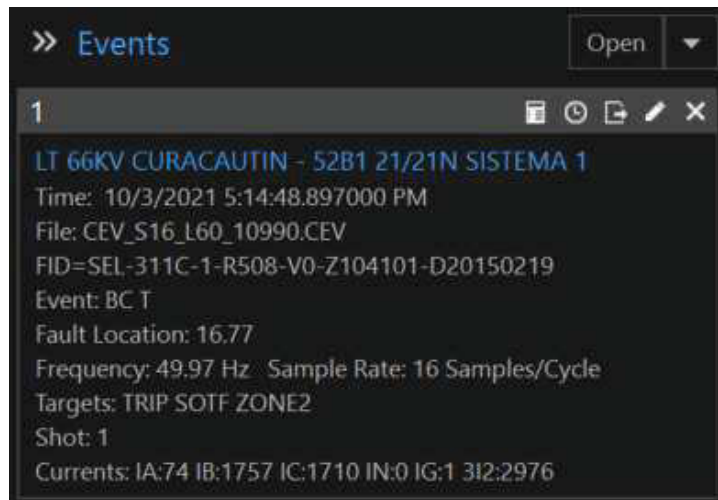 Events
Open
1
LT 66KV CURACAUTIN - 52B1 21/21N SISTEMA 1
Time: 10/3/2021 5:14:48.897000 PM
File: CEV_S16_L60_10990.CEV
FID=SEL-311C-1-R508-V0-Z104101-D20150219
Event: BC T
Fault Location: 16.77
Frequency: 49.97 Hz Sample Rate: 16 Samples/Cycle
Targets: TRIP SOTF ZONE2
Shot: 1
Currents: IA:74 IB:1757 IC:1710 IN:0 IG:1 3I2:2976